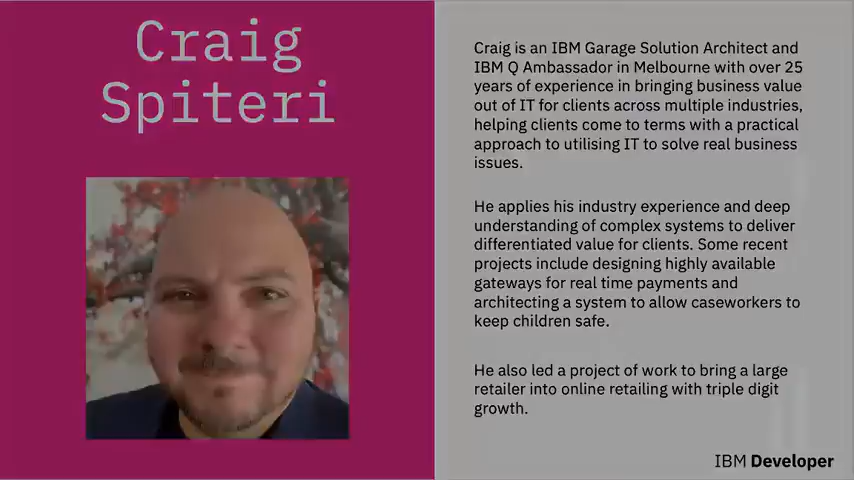 Craig
Spiteri
Craig is an IBM Garage Solution Architect and
IBM Q Ambassador in Melbourne with over 25
years of experience in bringing business value
out of IT for clients across multiple industries,
helping clients come to terms with a practical
approach to utilising IT to solve real business
issues.
He applies his industry experience and deep
understanding of complex systems to deliver
differentiated value for clients. Some recent
projects include designing highly available
gateways for real time payments and
architecting a system to allow caseworkers to
keep children safe.
He also led a project of work to bring a large
retailer into online retailing with triple digit
growth.
IBM Developer